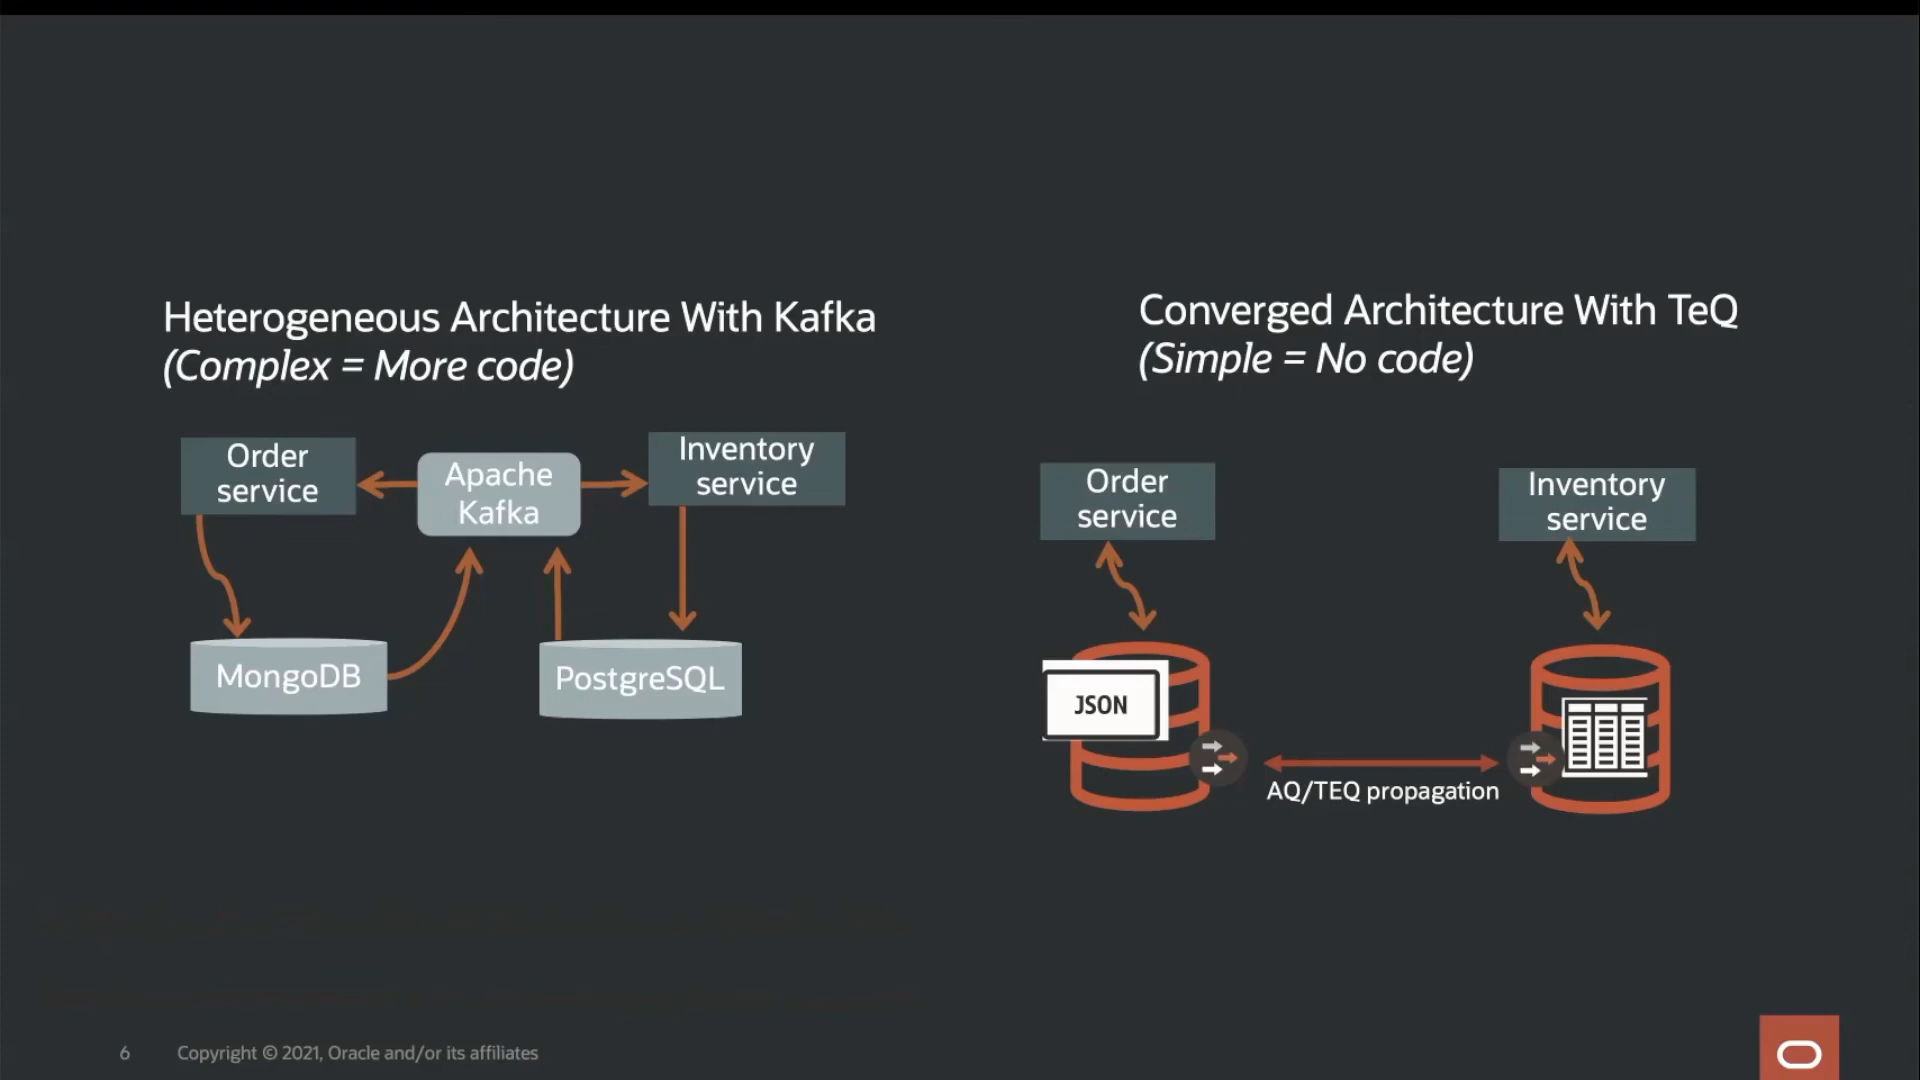 Heterogeneous Architecture With Kafka
(Complex = More code)
Order
service
Apache
Kafka
Inventory
service
MongoDB
PostgreSQL
Converged Architecture With TeQ
(Simple = No code)
Order
service
Inventory
service
JSON
AQ/TEQ propagation
6
Copyright © 2021, Oracle and/or its affiliates